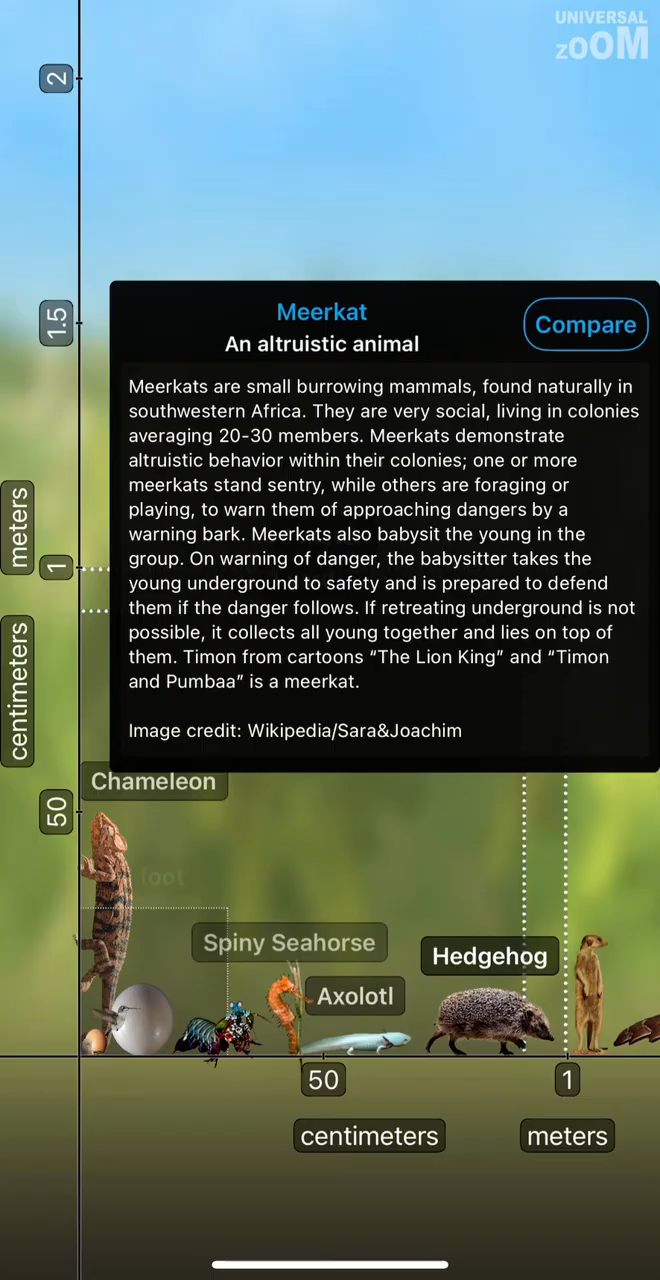 UNIVERSAL
zOOM
2
1.5
Meerkat
An altruistic animal
Compare
Meerkats are small burrowing mammals, found naturally in
southwestern Africa. They are very social, living in colonies
averaging 20-30 members. Meerkats demonstrate
altruistic behavior within their colonies; one or more
meerkats stand sentry, while others are foraging or
playing, to warn them of approaching dangers by a
warning bark. Meerkats also babysit the young in the
group. On warning of danger, the babysitter takes the
young underground to safety and is prepared to defend
them if the danger follows. If retreating underground is not
possible, it collects all young together and lies on top of
them. Timon from cartoons “The Lion King” and “Timon
and Pumbaa” is a meerkat.
Image credit: Wikipedia/Sara&Joachim
meters
1
centimeters
Chameleon
50
foot
Spiny Seahorse
Hedgehog
Axolotl
50
1
centimeters
meters